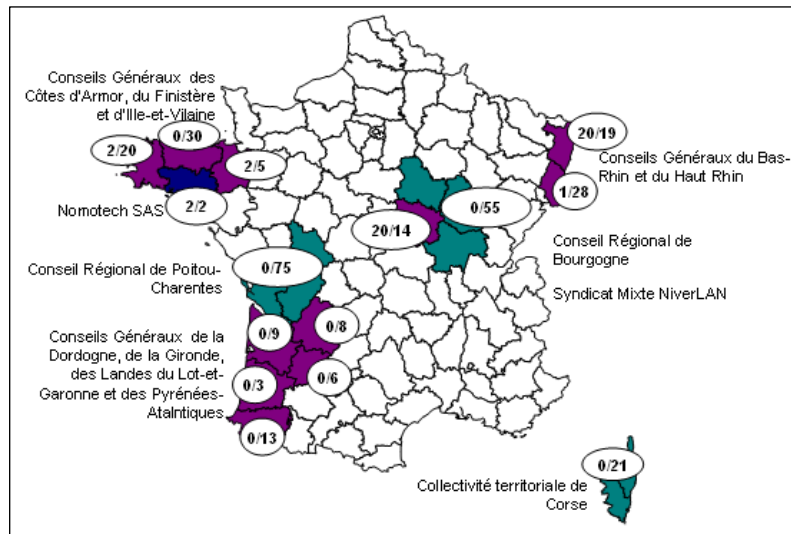 Conseils Généraux des
Côtes d'Armor, du Finistère
et d'Ille-et-Vilaine
0/30
2/20
2/5
Nomotech SAS
2/2
20/19
Conseils Généraux du Bas-
Rhin et du Haut Rhin
1/28
0/55
20/14
Conseil Régional de
Bourgogne
Syndicat Mixte NiverLAN
Conseil Régional de Poitou-
Charentes
0/75
Conseils Généraux de la
Dordogne, de la Gironde,
des Landes du Lot-et-
Garonne et des Pyrénées-
Atalntiques
0/9
0/8
0/3
0/6
0/13
0/21
Collectivité territoriale de
Corse